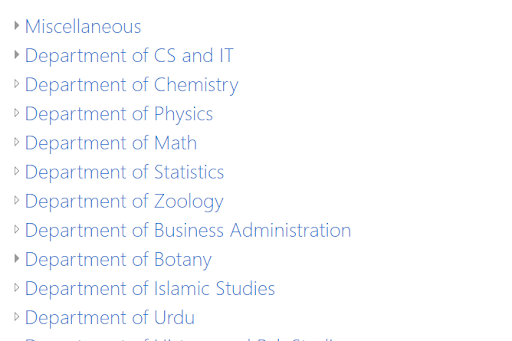 Miscellaneous
Department of CS and IT
Department of Chemistry
Department of Physics
Department of Math
Department of Statistics
Department of Zoology
Department of Business Administration
Department of Botany
Department of Islamic Studies
Department of Urdu